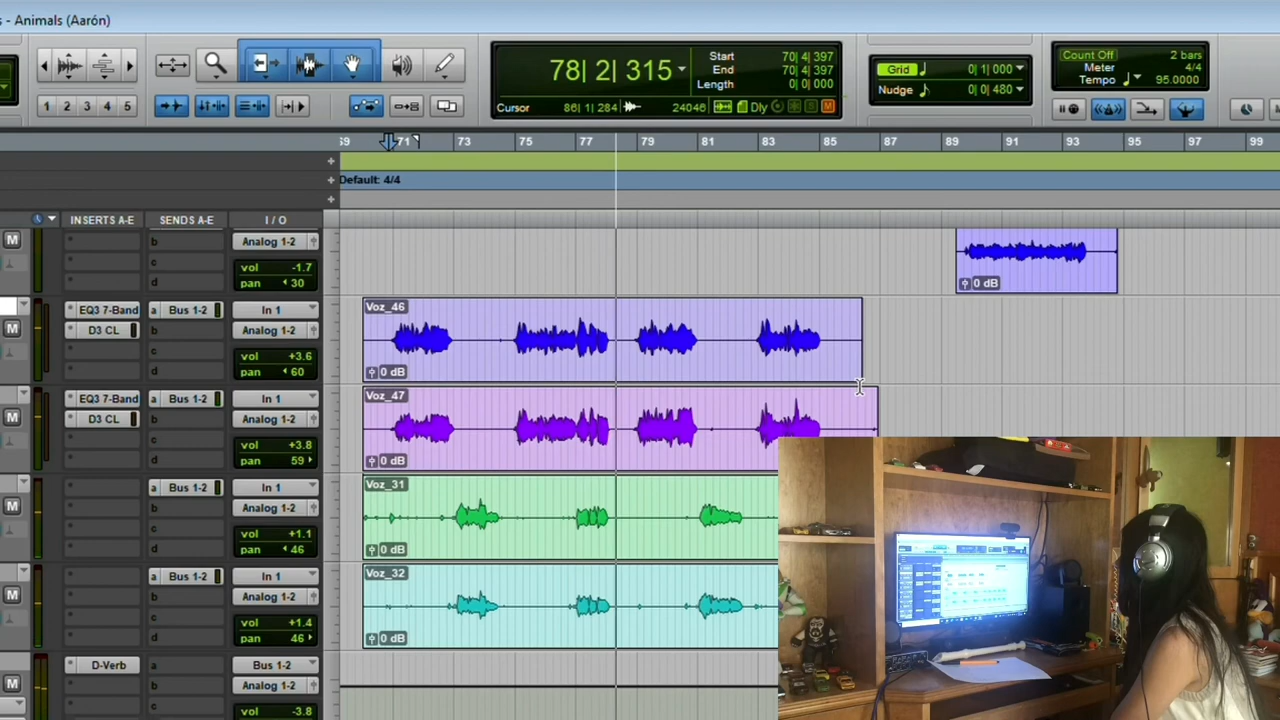 s - Animals (Aarón)
1 2 3 4 5
78| 2| 315
Start 70| 4| 397
End 70| 4| 397
Length 0| 0| 000
Cursor 86| 1| 284 24046 Dly
Grid 0| 1| 000
Nudge 0| 0| 480
Count Off 2 bars
Meter 4/4
Tempo 95.0000
69 71 73 75 77 79 81 83 85 87 89 91 93 95 97 99
Default: 4/4
INSERTS A-E SENDS A-E I / O
M b Analog 1-2
c
vol -1.7
d pan 30
0 dB
EQ3 7-Band a Bus 1-2 In 1 Voz_46
M D3 CL b Analog 1-2
c
vol +3.6
d pan 60
0 dB
EQ3 7-Band a Bus 1-2 In 1 Voz_47
M D3 CL b Analog 1-2
c
vol +3.8
d pan 59
0 dB
a Bus 1-2 In 1 Voz_31
M b Analog 1-2
c
vol +1.1
d pan 46
0 dB
a Bus 1-2 In 1 Voz_32
M b Analog 1-2
c
vol +1.4
d pan 46
0 dB
D-Verb a Bus 1-2
M b Analog 1-2
c
vol -3.8